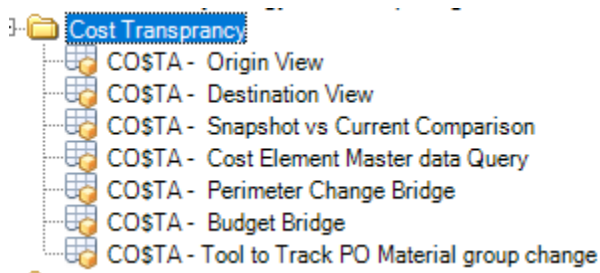 Cost Transprancy
CO$TA - Origin View
CO$TA - Destination View
CO$TA - Snapshot vs Current Comparison
CO$TA - Cost Element Master data Query
CO$TA - Perimeter Change Bridge
CO$TA - Budget Bridge
CO$TA - Tool to Track PO Material group change